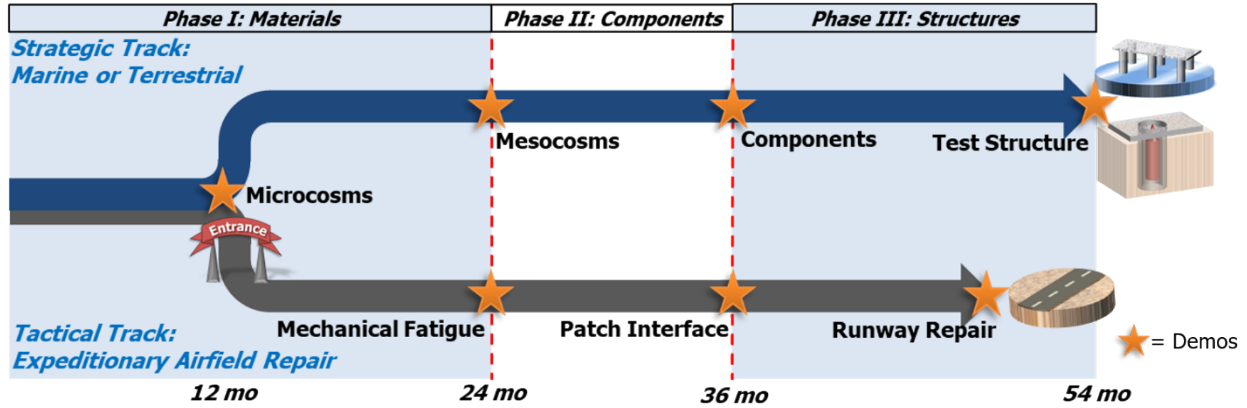 Phase I: Materials
Phase II: Components
Phase III: Structures
Strategic Track:
Marine or Terrestrial
Mesocosms
Components
Test Structure
Microcosms
Entrance
Mechanical Fatigue
Patch Interface
Runway Repair
Tactical Track:
Expeditionary Airfield Repair
= Demos
12 mo
24 mo
36 mo
54 mo